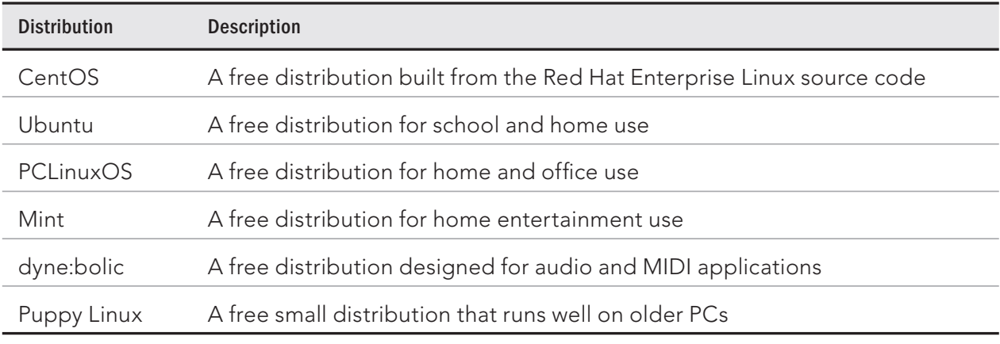 Distribution Description
CentOS A free distribution built from the Red Hat Enterprise Linux source code
Ubuntu A free distribution for school and home use
PCLinuxOS A free distribution for home and office use
Mint A free distribution for home entertainment use
dyne:bolic A free distribution designed for audio and MIDI applications
Puppy Linux A free small distribution that runs well on older PCs